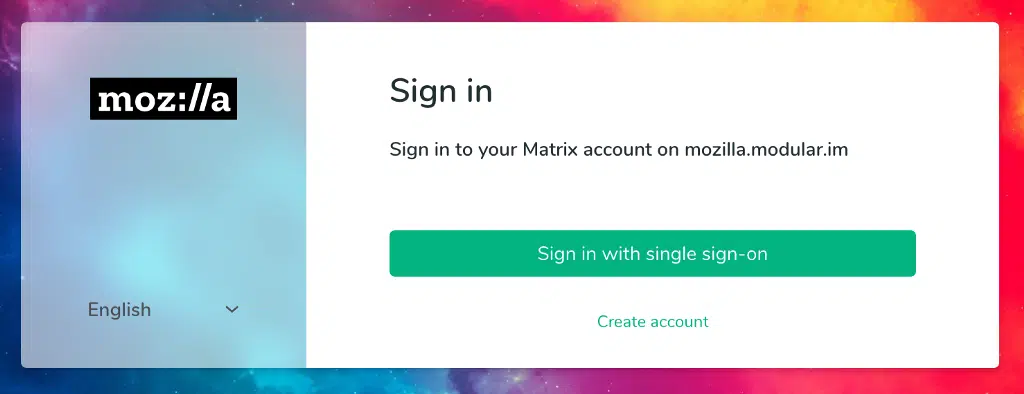 moz://a
English
Sign in
Sign in to your Matrix account on mozilla.modular.im
Sign in with single sign-on
Create account